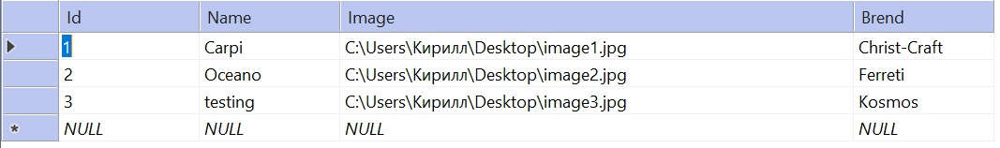 Id Name Image Brend
1 Carpi C:\Users\Кирилл\Desktop\image1.jpg Christ-Craft
2 Oceano C:\Users\Кирилл\Desktop\image2.jpg Ferreti
3 testing C:\Users\Кирилл\Desktop\image3.jpg Kosmos
* NULL NULL NULL NULL